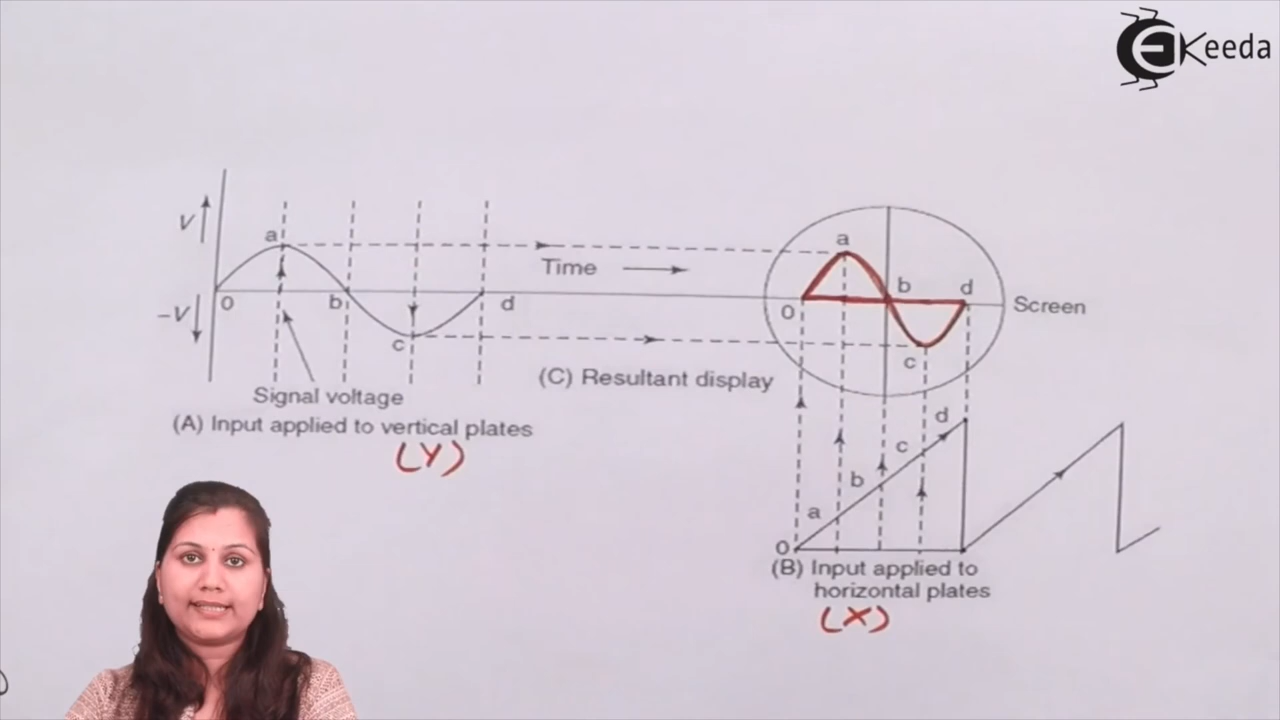 EKeeda
V
a
a
Time
b
d
0
b
d
0
Screen
-V
c
c
(C) Resultant display
Signal voltage
(A) Input applied to vertical plates
d
(Y)
c
b
a
0
(B) Input applied to
horizontal plates
(X)